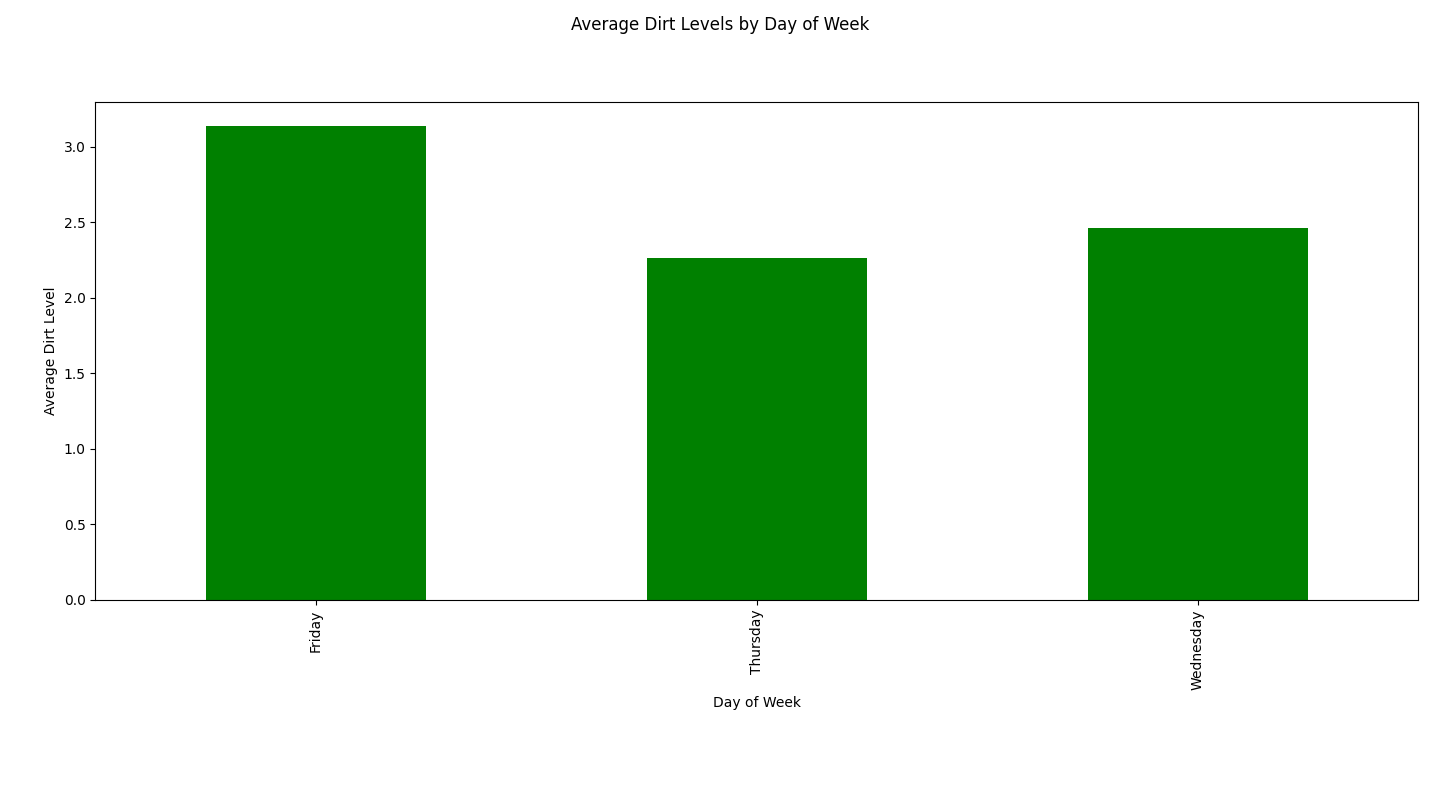 Average Dirt Levels by Day of Week
3.0
2.5
2.0
1.5
1.0
0.5
0.0
Average Dirt Level
Friday
Thursday
Wednesday
Day of Week